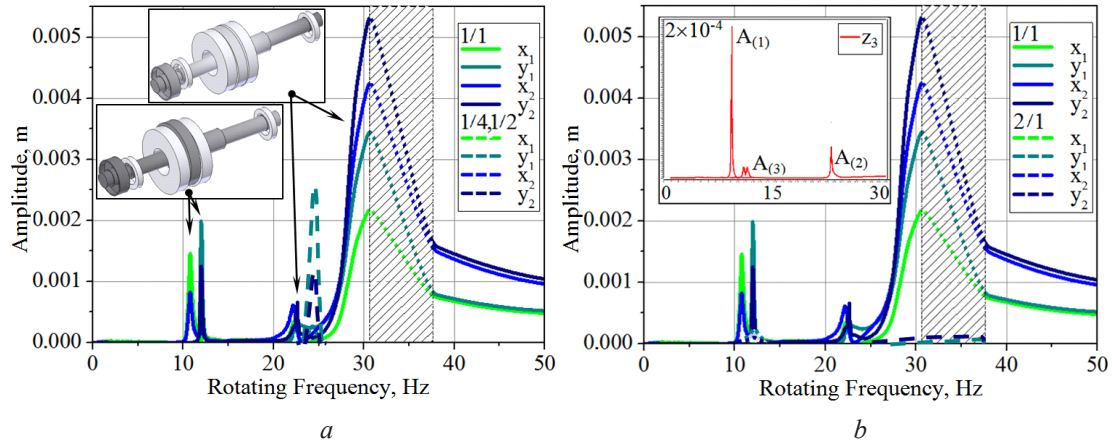 a
0.005
0.004
0.003
0.002
0.001
0.000
Amplitude, m
0
10
20
30
40
50
Rotating Frequency, Hz
1/1
x1
y1
x2
y2
1/4,1/2
x1
y1
x2
y2
a
b
0.005
0.004
0.003
0.002
0.001
0.000
Amplitude, m
0
10
20
30
40
50
Rotating Frequency, Hz
2×10-4
A(1)
A(3)
A(2)
z3
15
30
1/1
x1
y1
x2
y2
2/1
x1
y1
x2
y2
b